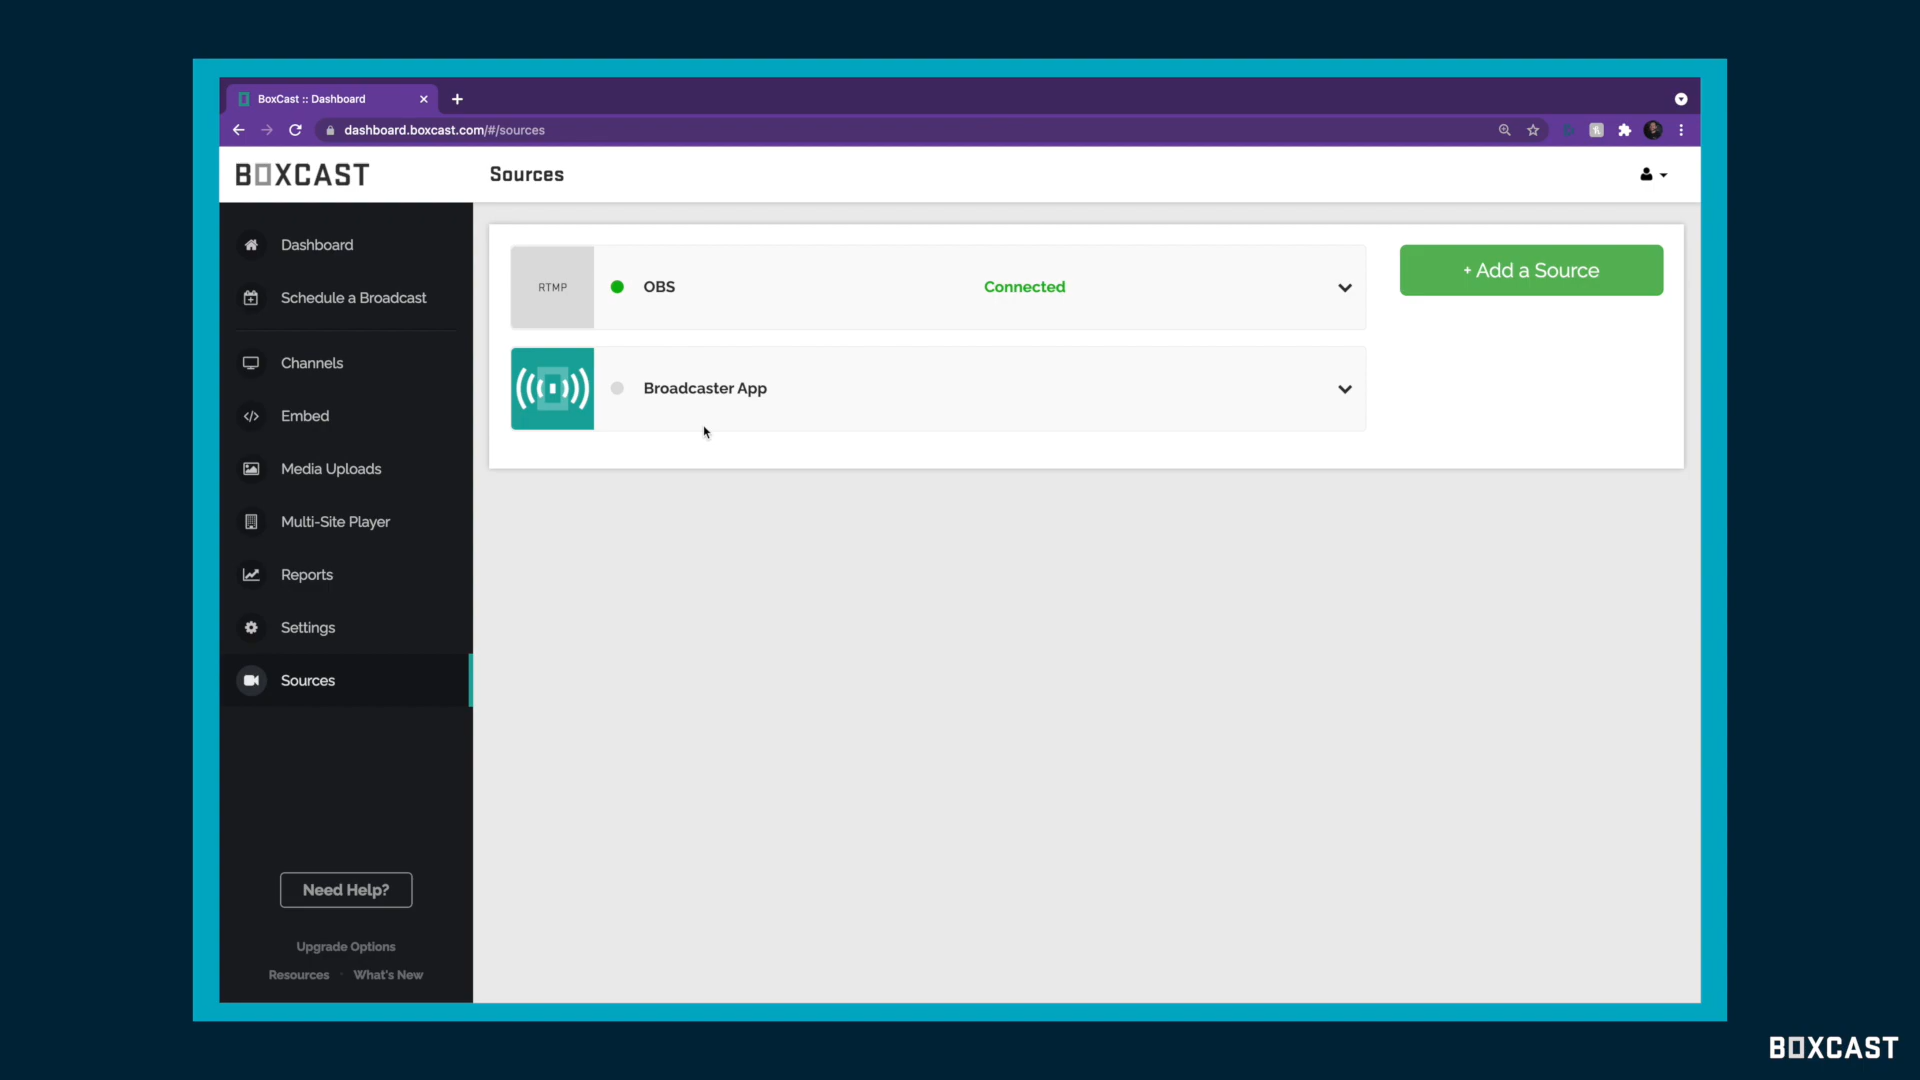 BoxCast :: Dashboard
dashboard.boxcast.com/#/sources
BOXCAST
Sources
Dashboard
Schedule a Broadcast
Channels
Embed
Media Uploads
Multi-Site Player
Reports
Settings
Sources
Need Help?
Upgrade Options
Resources · What's New
RTMP
OBS
Connected
Broadcaster App
+ Add a Source
BOXCAST